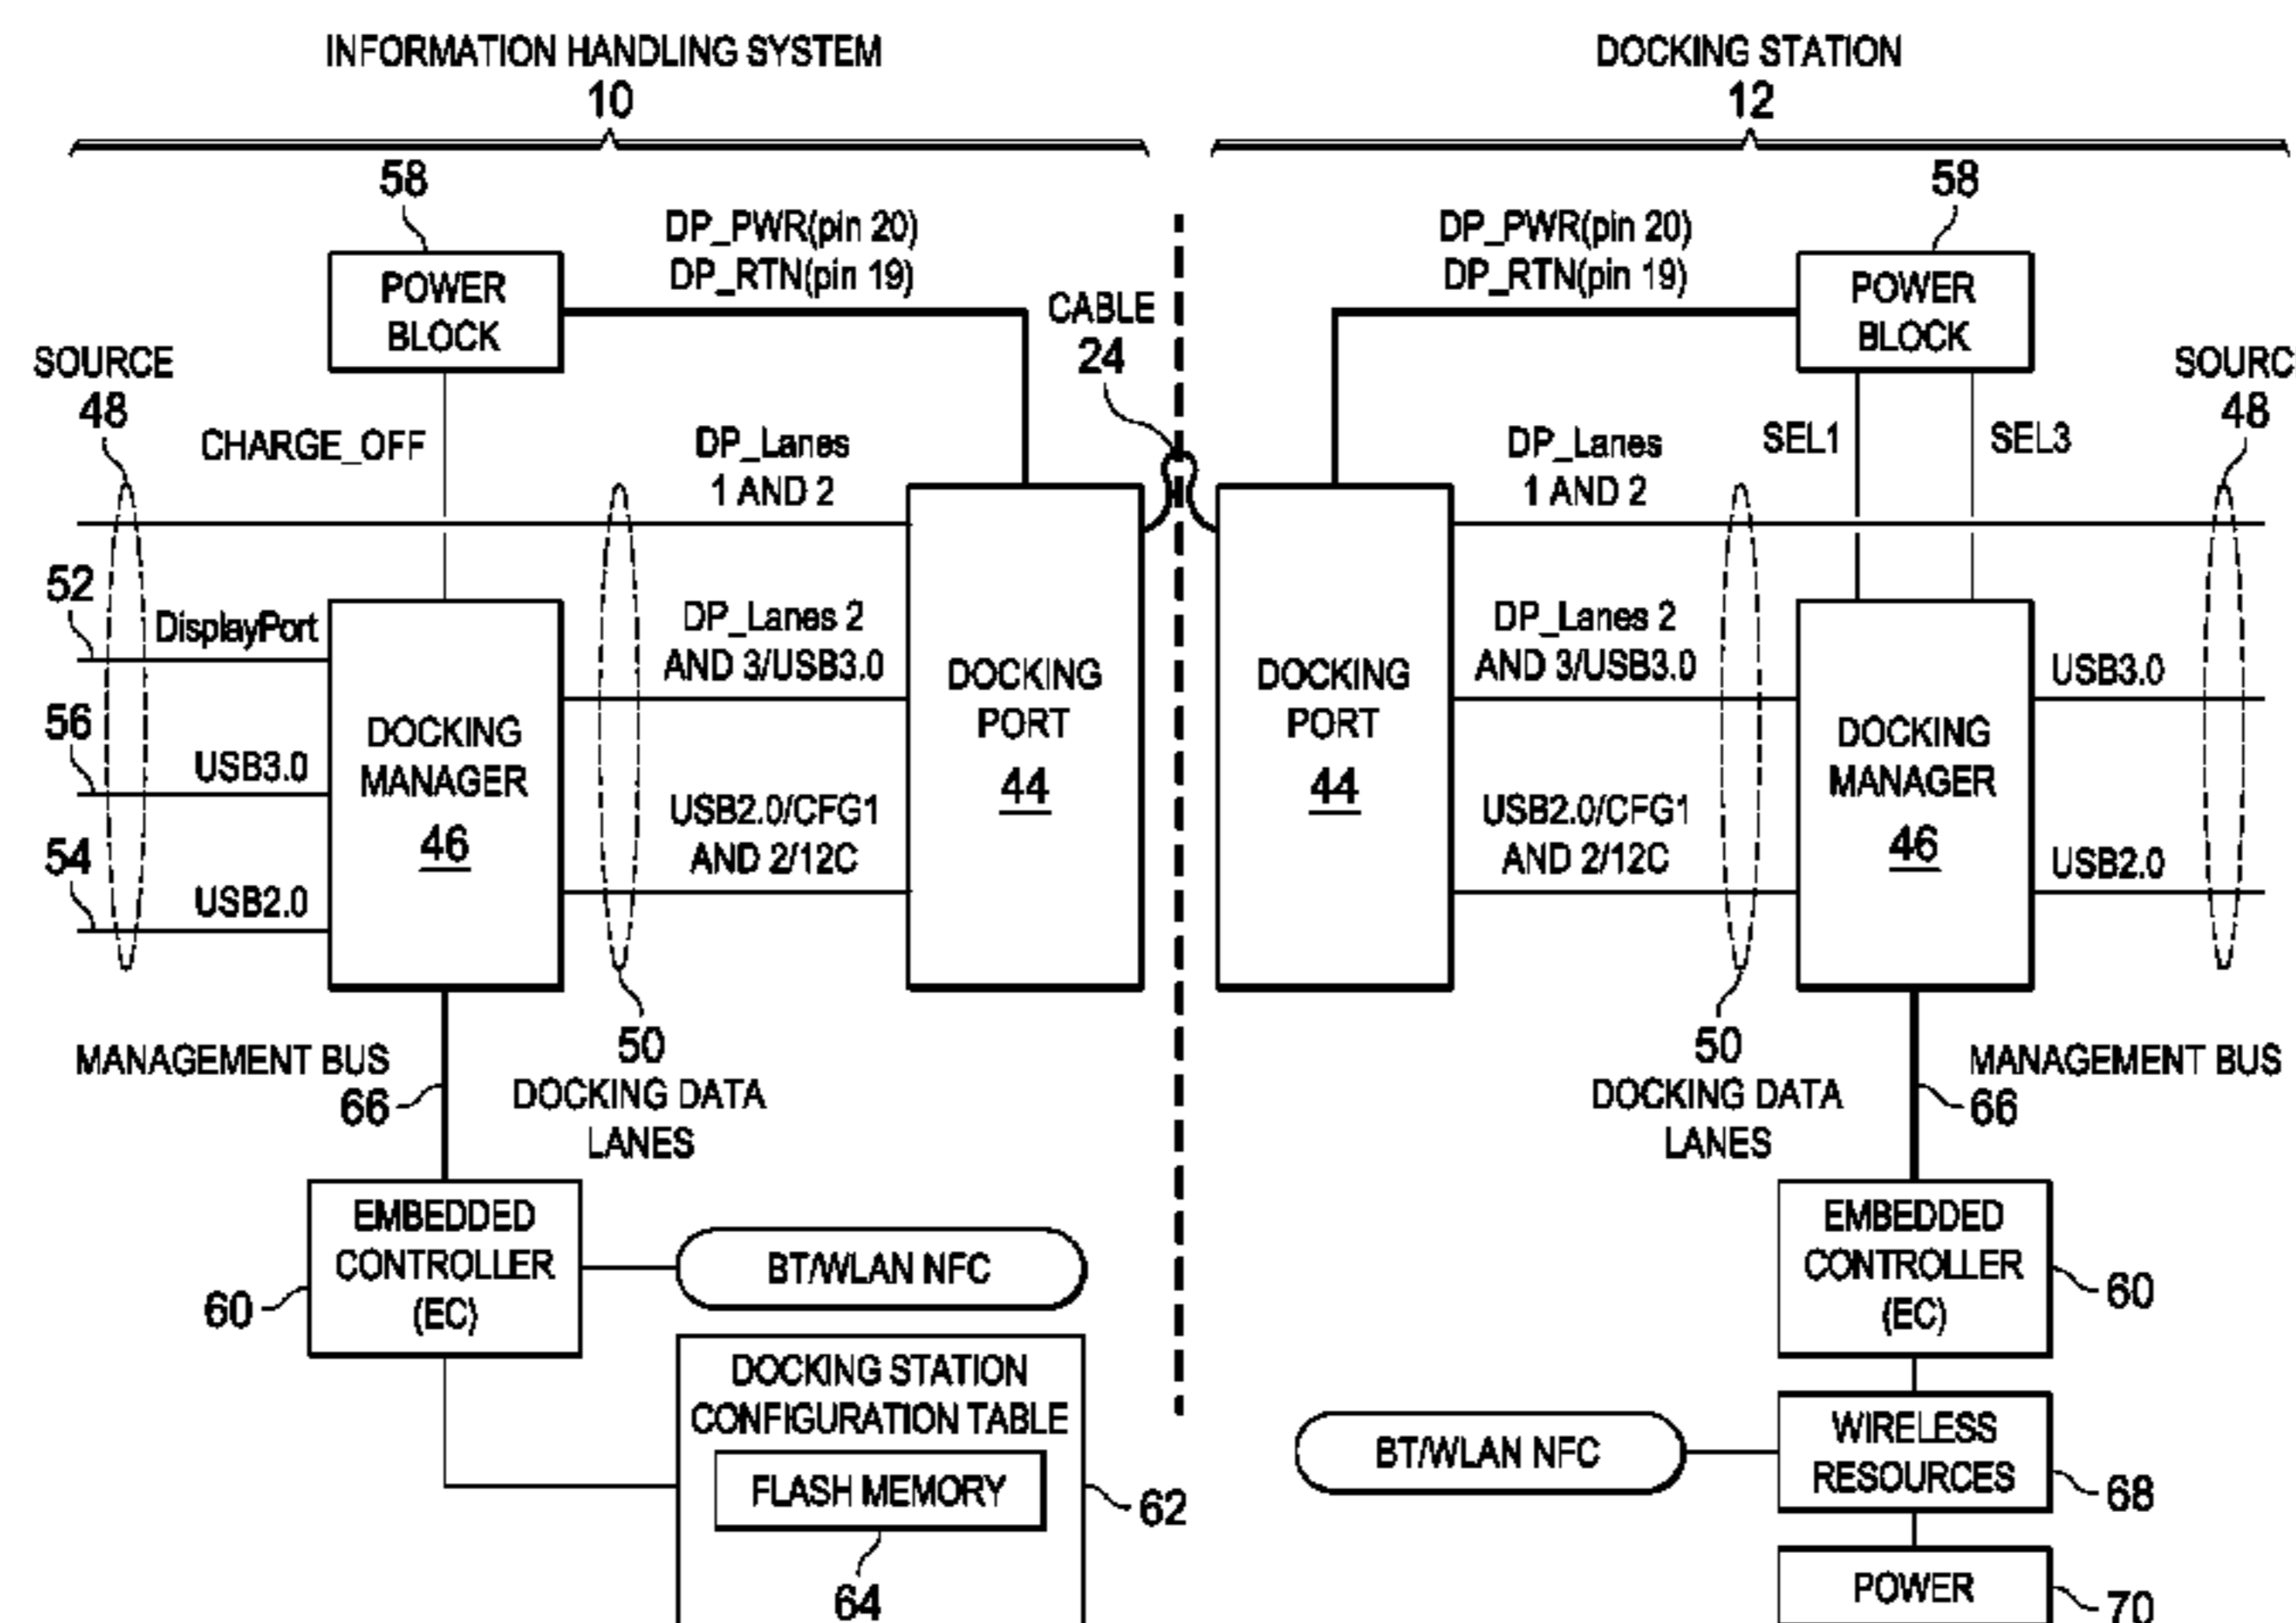 INFORMATION HANDLING SYSTEM
10
58
POWER
BLOCK
DP_PWR(pin 20)
DP_RTN(pin 19)
CABLE
24
SOURCE
48
CHARGE_OFF
DP_Lanes
1 AND 2
52
DisplayPort
56
USB3.0
54
USB2.0
DOCKING
MANAGER
46
DP_Lanes 2
AND 3/USB3.0
USB2.0/CFG1
AND 2/12C
DOCKING
PORT
44
50
DOCKING DATA
LANES
MANAGEMENT BUS
66
EMBEDDED
CONTROLLER
(EC)
60
BT/WLAN NFC
DOCKING STATION
CONFIGURATION TABLE
FLASH MEMORY
62
64
DOCKING STATION
12
58
DP_PWR(pin 20)
DP_RTN(pin 19)
POWER
BLOCK
SOURC
48
SEL1
SEL3
DP_Lanes
1 AND 2
DOCKING
PORT
44
DP_Lanes 2
AND 3/USB3.0
USB2.0/CFG1
AND 2/12C
DOCKING
MANAGER
46
USB3.0
USB2.0
50
DOCKING DATA
LANES
MANAGEMENT BUS
66
EMBEDDED
CONTROLLER
(EC)
60
BT/WLAN NFC
WIRELESS
RESOURCES
68
POWER
70